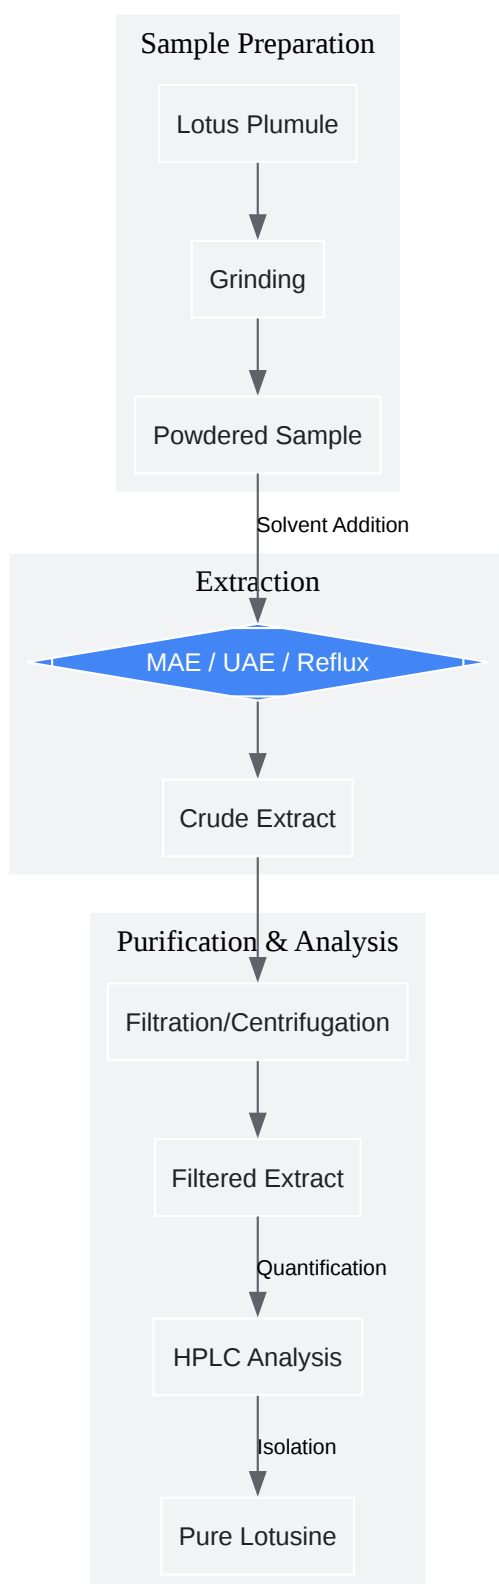 Sample Preparation
Lotus Plumule
Grinding
Powdered Sample
Solvent Addition
Extraction
MAE / UAE / Reflux
Crude Extract
Purification & Analysis
Filtration/Centrifugation
Filtered Extract
Quantification
HPLC Analysis
Isolation
Pure Lotusine